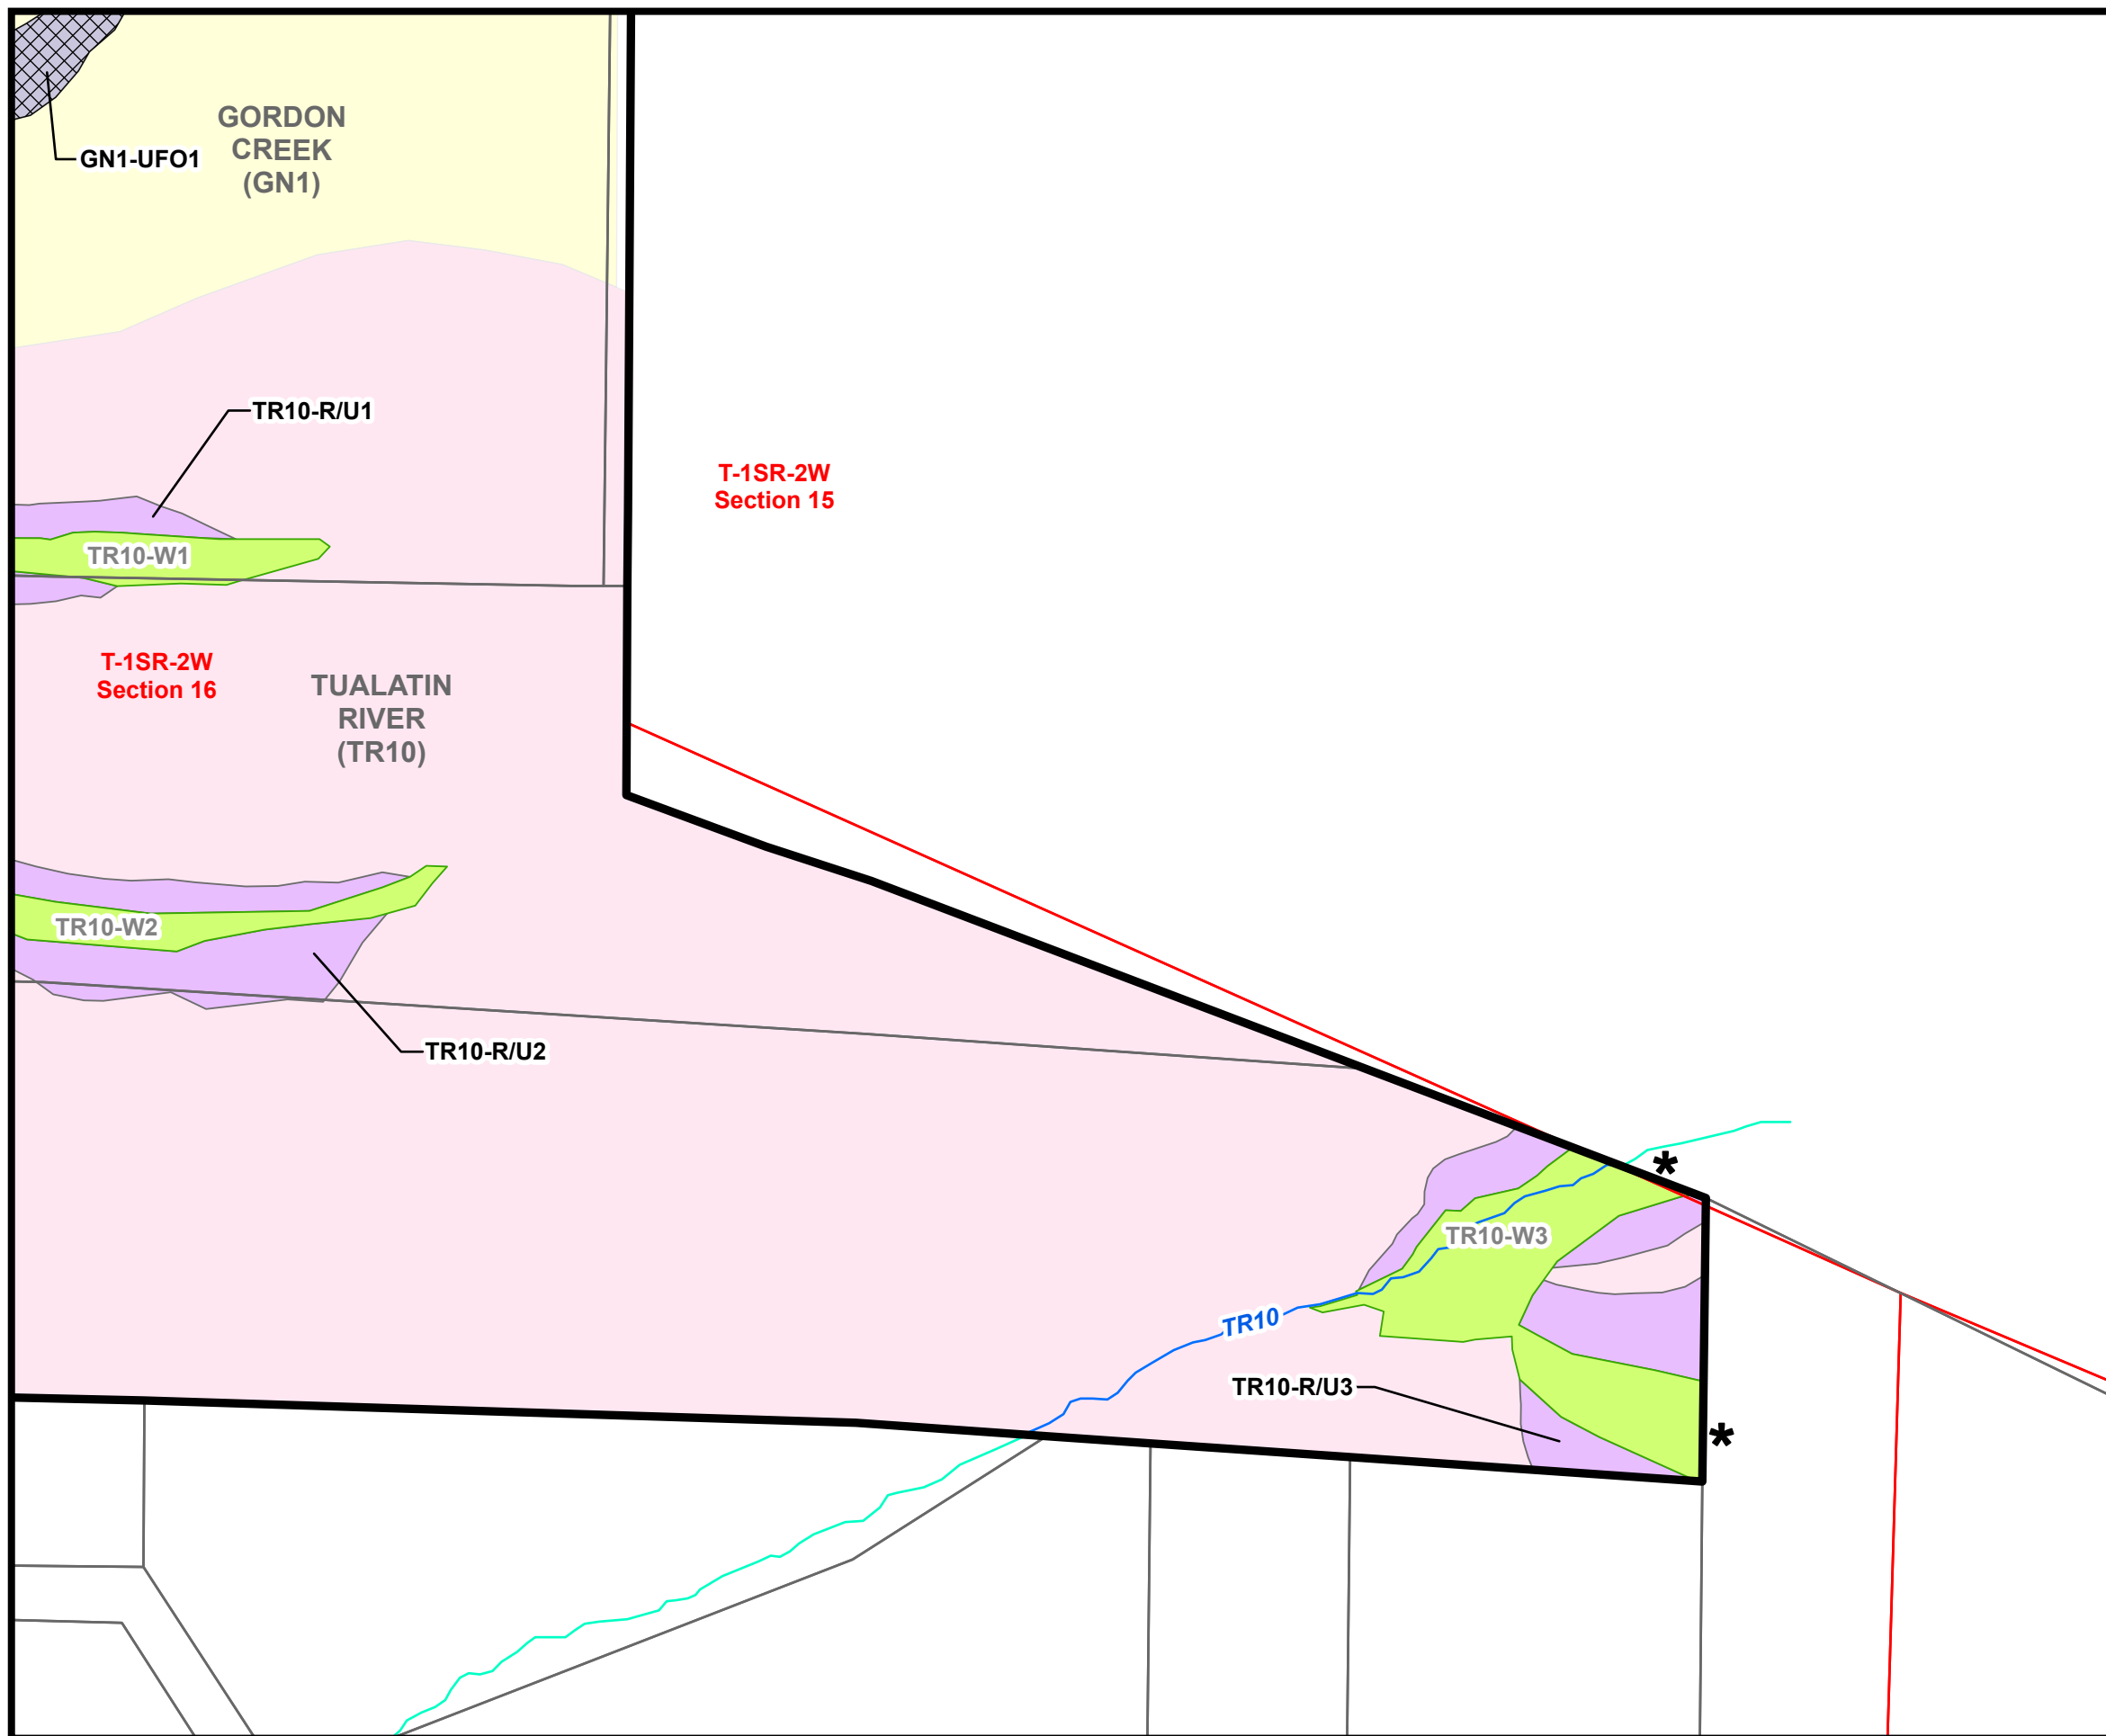 GORDON
CREEK
(GN1)
GN1-UFO1
TR10-R/U1
T-1SR-2W
Section 15
TR10-W1
T-1SR-2W
Section 16
TUALATIN
RIVER
(TR10)
TR10-W2
TR10-R/U2
*
TR10-W3
TR10
TR10-R/U3
*